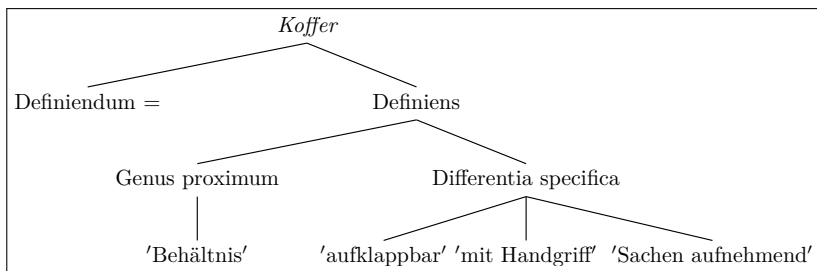 Koffer
Definiendum = Definiens
Genus proximum Differentia specifica
'Behältnis' 'aufklappbar' 'mit Handgriff' 'Sachen aufnehmend'